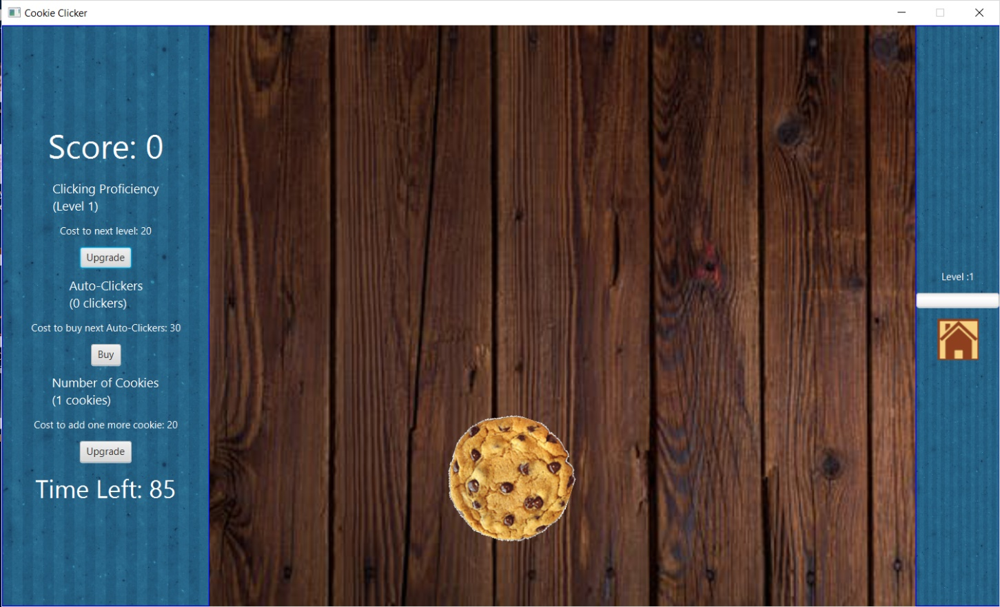 Cookie Clicker
Score: 0
Clicking Proficiency
(Level 1)
Cost to next level: 20
Upgrade
Auto-Clickers
(0 clickers)
Cost to buy next Auto-Clickers: 30
Buy
Number of Cookies
(1 cookies)
Cost to add one more cookie: 20
Upgrade
Time Left: 85
Level :1